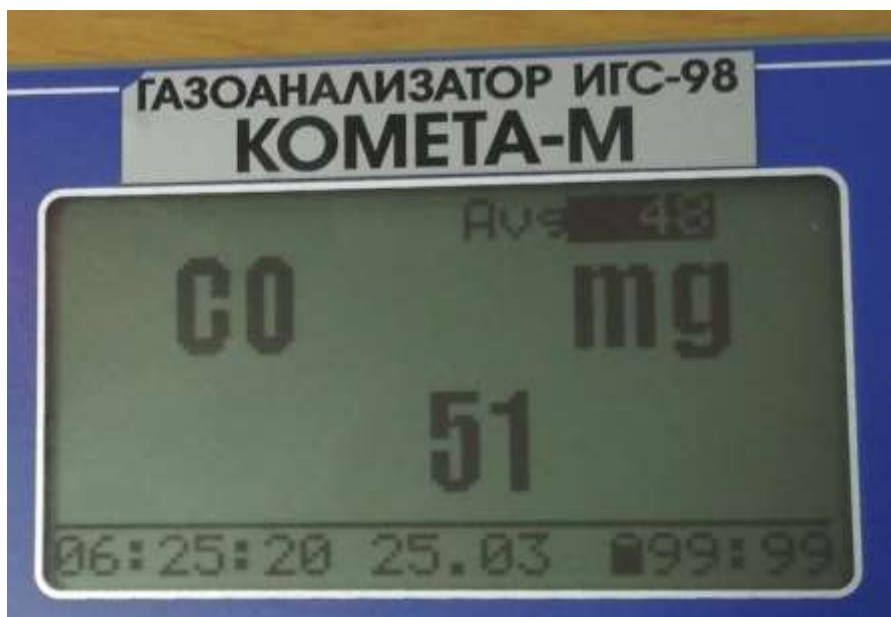 ГАЗОАНАЛИЗАТОР ИГС-98
КОМЕТА-М
Avg 48
CO mg
51
06:25:20 25.03 99:99